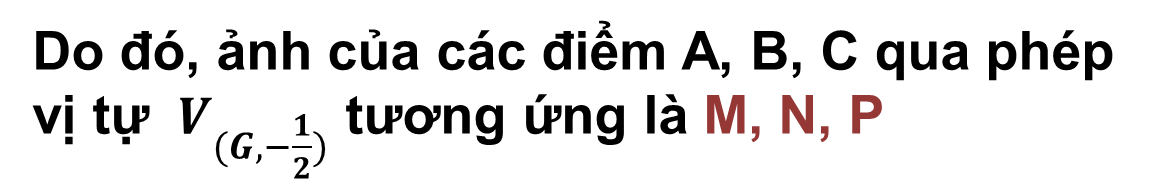 Do đó, ảnh của các điểm A, B, C qua phép
vị tự V(G,-1/2) tương ứng là M, N, P